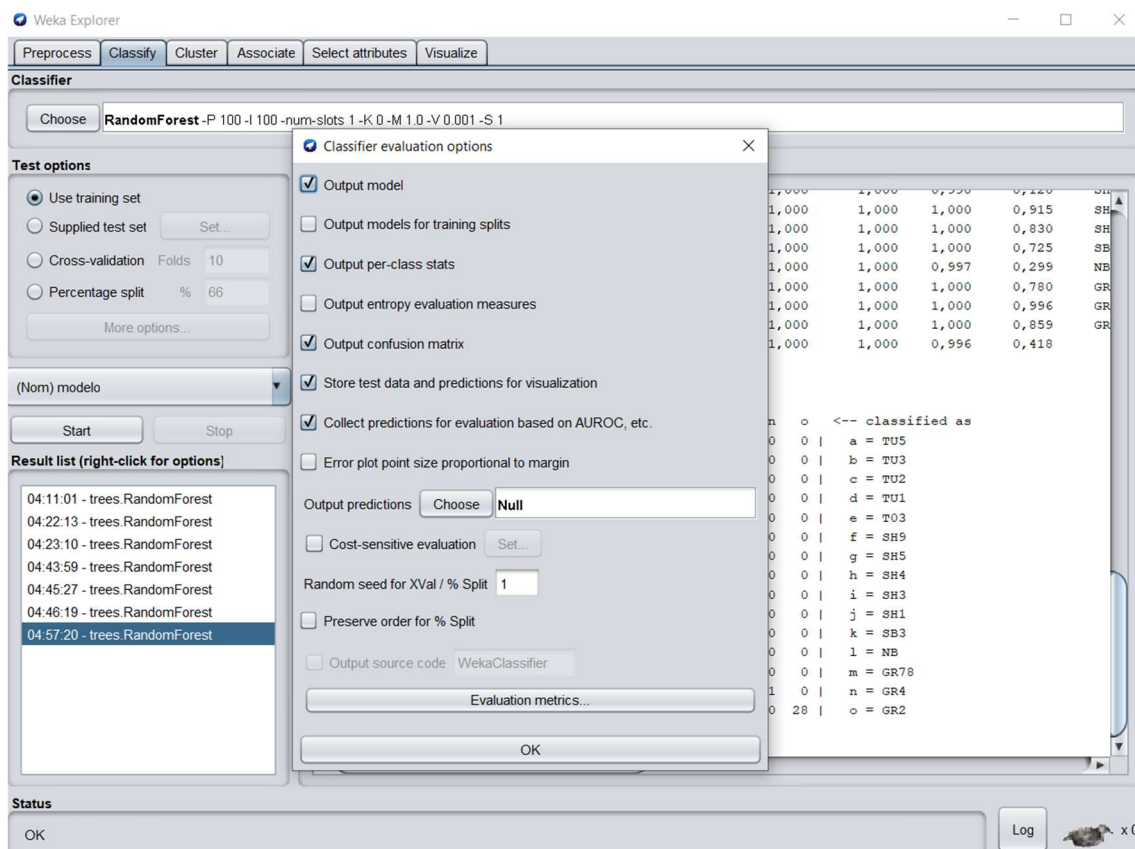 Weka Explorer
Preprocess Classify Cluster Associate Select attributes Visualize
Classifier
Choose RandomForest -P 100 -I 100 -num-slots 1 -K 0 -M 1.0 -V 0.001 -S 1
Test options
Use training set
Supplied test set Set...
Cross-validation Folds 10
Percentage split % 66
More options...
(Nom) modelo
Start Stop
Result list (right-click for options)
04:11:01 - trees.RandomForest
04:22:13 - trees.RandomForest
04:23:10 - trees.RandomForest
04:43:59 - trees.RandomForest
04:45:27 - trees.RandomForest
04:46:19 - trees.RandomForest
04:57:20 - trees.RandomForest
Classifier evaluation options
Output model
Output models for training splits
Output per-class stats
Output entropy evaluation measures
Output confusion matrix
Store test data and predictions for visualization
Collect predictions for evaluation based on AUROC, etc.
Error plot point size proportional to margin
Output predictions Choose Null
Cost-sensitive evaluation Set...
Random seed for XVal / % Split 1
Preserve order for % Split
Output source code WekaClassifier
Evaluation metrics...
OK
1,000 1,000 1,000 0,915 SH
1,000 1,000 1,000 0,830 SH
1,000 1,000 1,000 0,725 SB
1,000 1,000 0,997 0,299 NB
1,000 1,000 1,000 0,780 GR
1,000 1,000 1,000 0,996 GR
1,000 1,000 1,000 0,859 GR
1,000 1,000 0,996 0,418
n o <-- classified as
0 0 | a = TU5
0 0 | b = TU3
0 0 | c = TU2
0 0 | d = TU1
0 0 | e = T03
0 0 | f = SH9
0 0 | g = SH5
0 0 | h = SH4
0 0 | i = SH3
0 0 | j = SH1
0 0 | k = SB3
0 0 | l = NB
0 0 | m = GR78
1 0 | n = GR4
0 28 | o = GR2
Status
OK
Log x 0